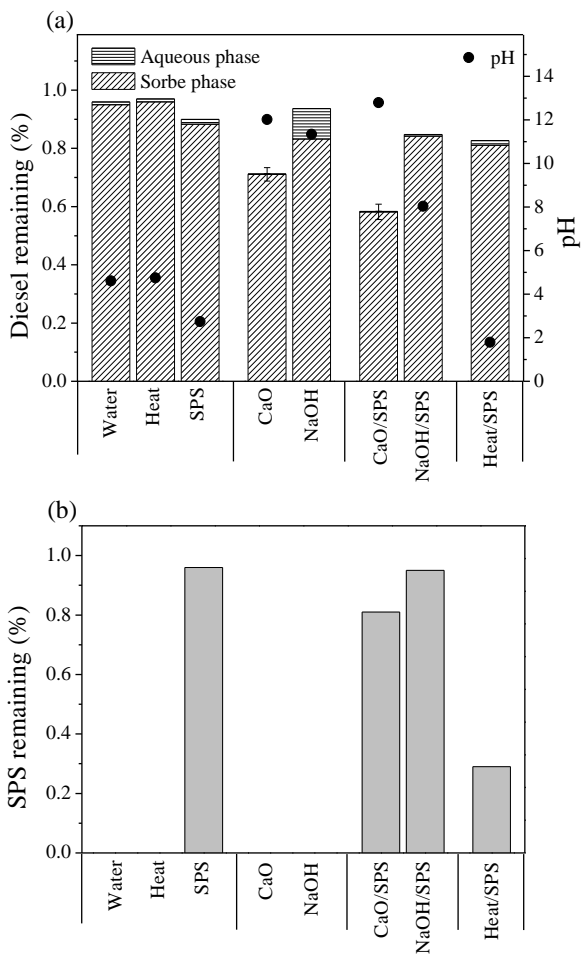 (a)
Aqueous phase
Sorbe phase
pH
Diesel remaining (%)
1.0
0.8
0.6
0.4
0.2
0.0
14
12
10
8
6
4
2
0
pH
Water
Heat
SPS
CaO
NaOH
CaO/SPS
NaOH/SPS
Heat/SPS
(b)
SPS remaining (%)
1.0
0.8
0.6
0.4
0.2
0.0
Water
Heat
SPS
CaO
NaOH
CaO/SPS
NaOH/SPS
Heat/SPS